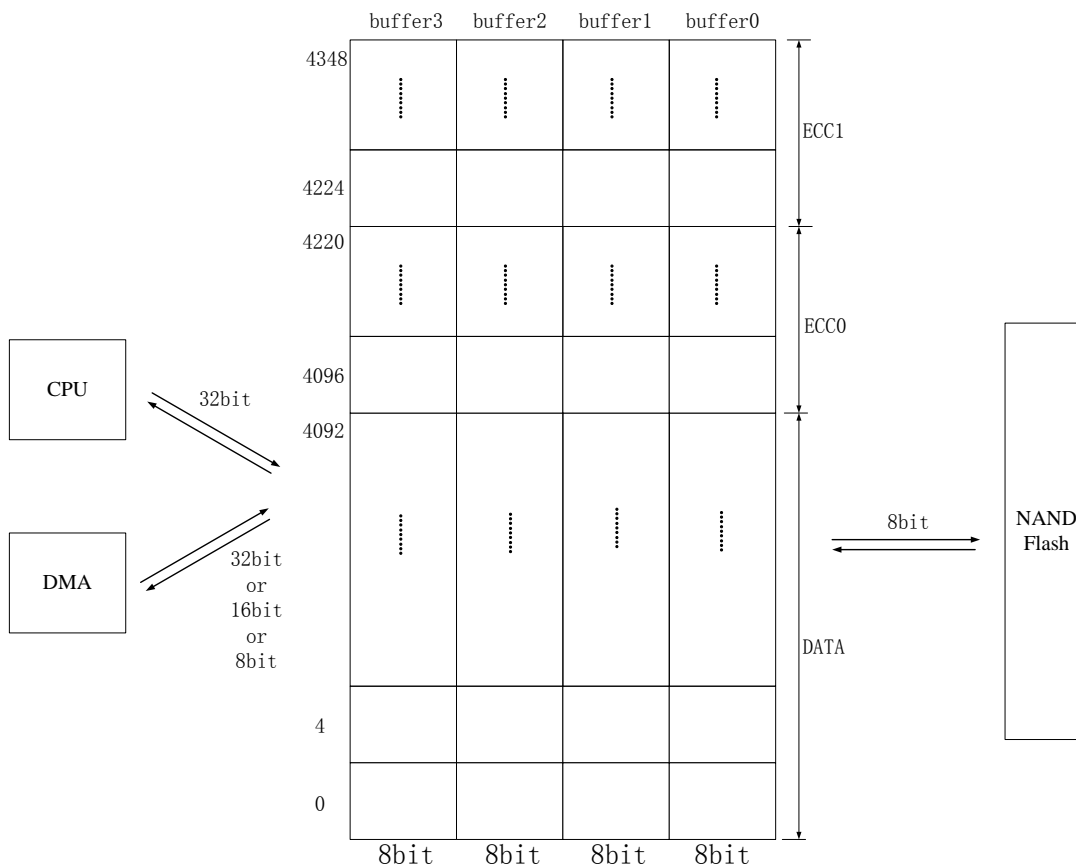 buffer3 buffer2 buffer1 buffer0
4348
ECC1
4224
4220
ECC0
4096
4092
CPU
32bit
DMA
32bit
or
16bit
or
8bit
8bit
NAND
Flash
DATA
4
0
8bit 8bit 8bit 8bit